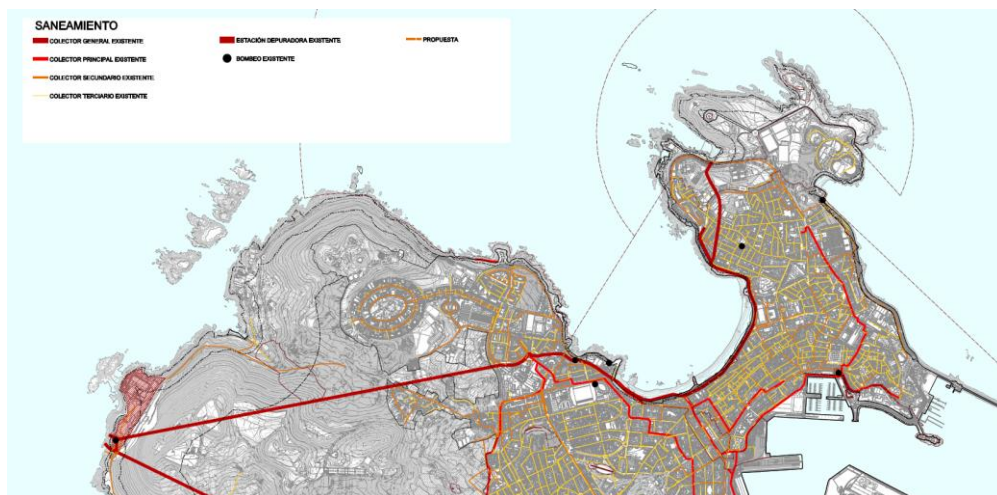 SANEAMIENTO
COLECTOR GENERAL EXISTENTE
COLECTOR PRINCIPAL EXISTENTE
COLECTOR SECUNDARIO EXISTENTE
COLECTOR TERCIARIO EXISTENTE
ESTACIÓN DEPURADORA EXISTENTE
BOMBEO EXISTENTE
PROPUESTA